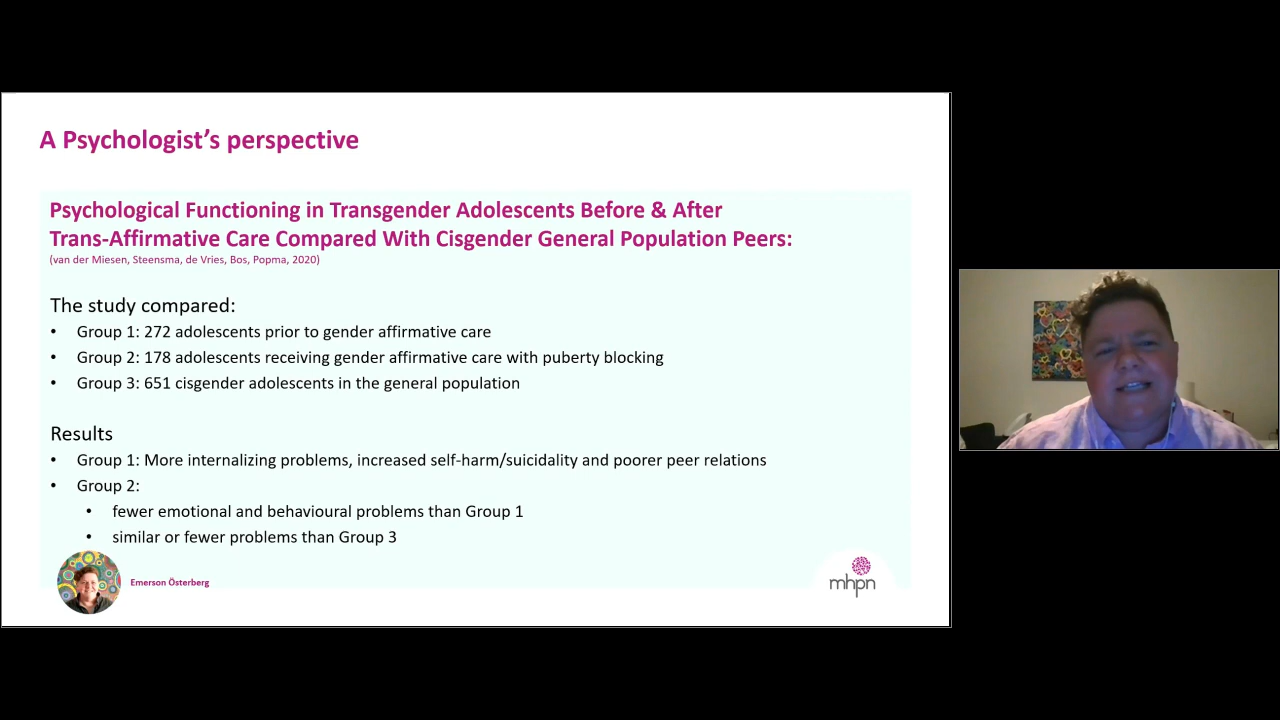 A Psychologist’s perspective
Psychological Functioning in Transgender Adolescents Before & After
Trans-Affirmative Care Compared With Cisgender General Population Peers:
(van der Miesen, Steensma, de Vries, Bos, Popma, 2020)
The study compared:
• Group 1: 272 adolescents prior to gender affirmative care
• Group 2: 178 adolescents receiving gender affirmative care with puberty blocking
• Group 3: 651 cisgender adolescents in the general population
Results
• Group 1: More internalizing problems, increased self-harm/suicidality and poorer peer relations
• Group 2:
• fewer emotional and behavioural problems than Group 1
• similar or fewer problems than Group 3
Emerson Österberg
mhpn